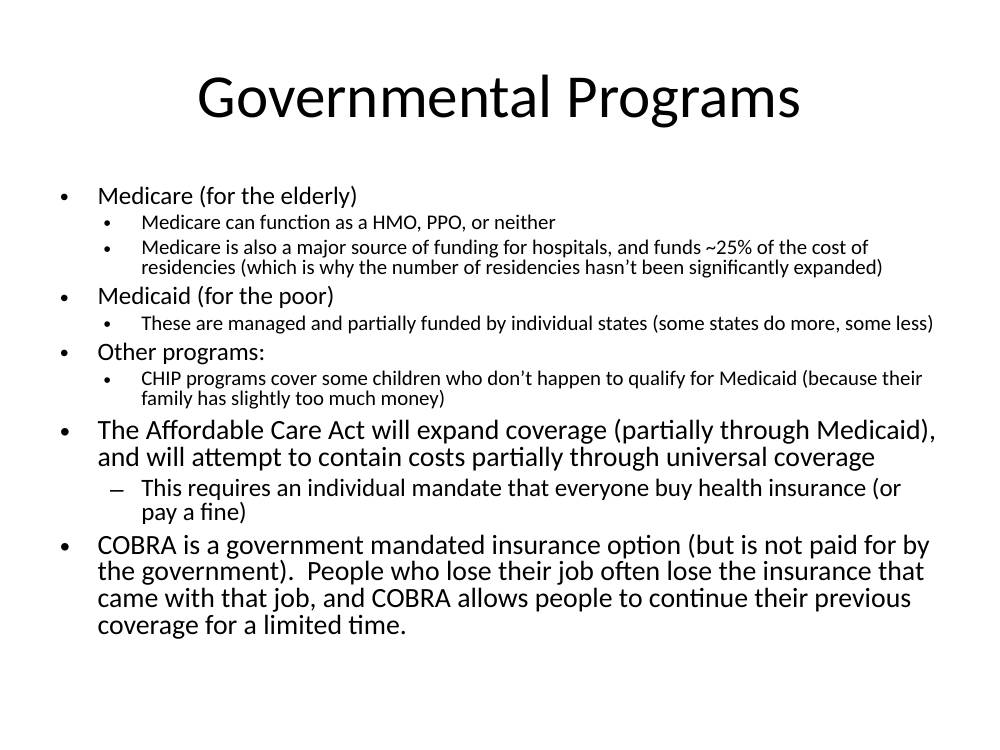 Governmental Programs
• Medicare (for the elderly)
• Medicare can function as a HMO, PPO, or neither
• Medicare is also a major source of funding for hospitals, and funds ~25% of the cost of
residencies (which is why the number of residencies hasn’t been significantly expanded)
• Medicaid (for the poor)
• These are managed and partially funded by individual states (some states do more, some less)
• Other programs:
• CHIP programs cover some children who don’t happen to qualify for Medicaid (because their
family has slightly too much money)
• The Affordable Care Act will expand coverage (partially through Medicaid),
and will attempt to contain costs partially through universal coverage
– This requires an individual mandate that everyone buy health insurance (or
pay a fine)
• COBRA is a government mandated insurance option (but is not paid for by
the government).  People who lose their job often lose the insurance that
came with that job, and COBRA allows people to continue their previous
coverage for a limited time.